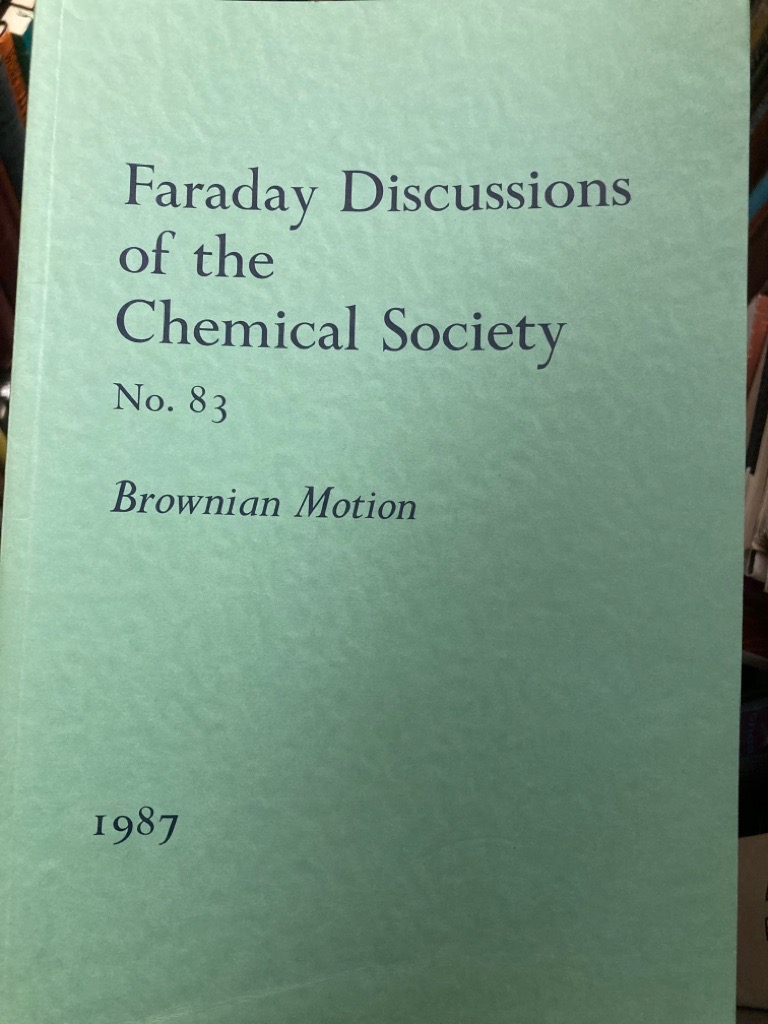 Faraday Discussions
of the
Chemical Society
No. 83
Brownian Motion
1987